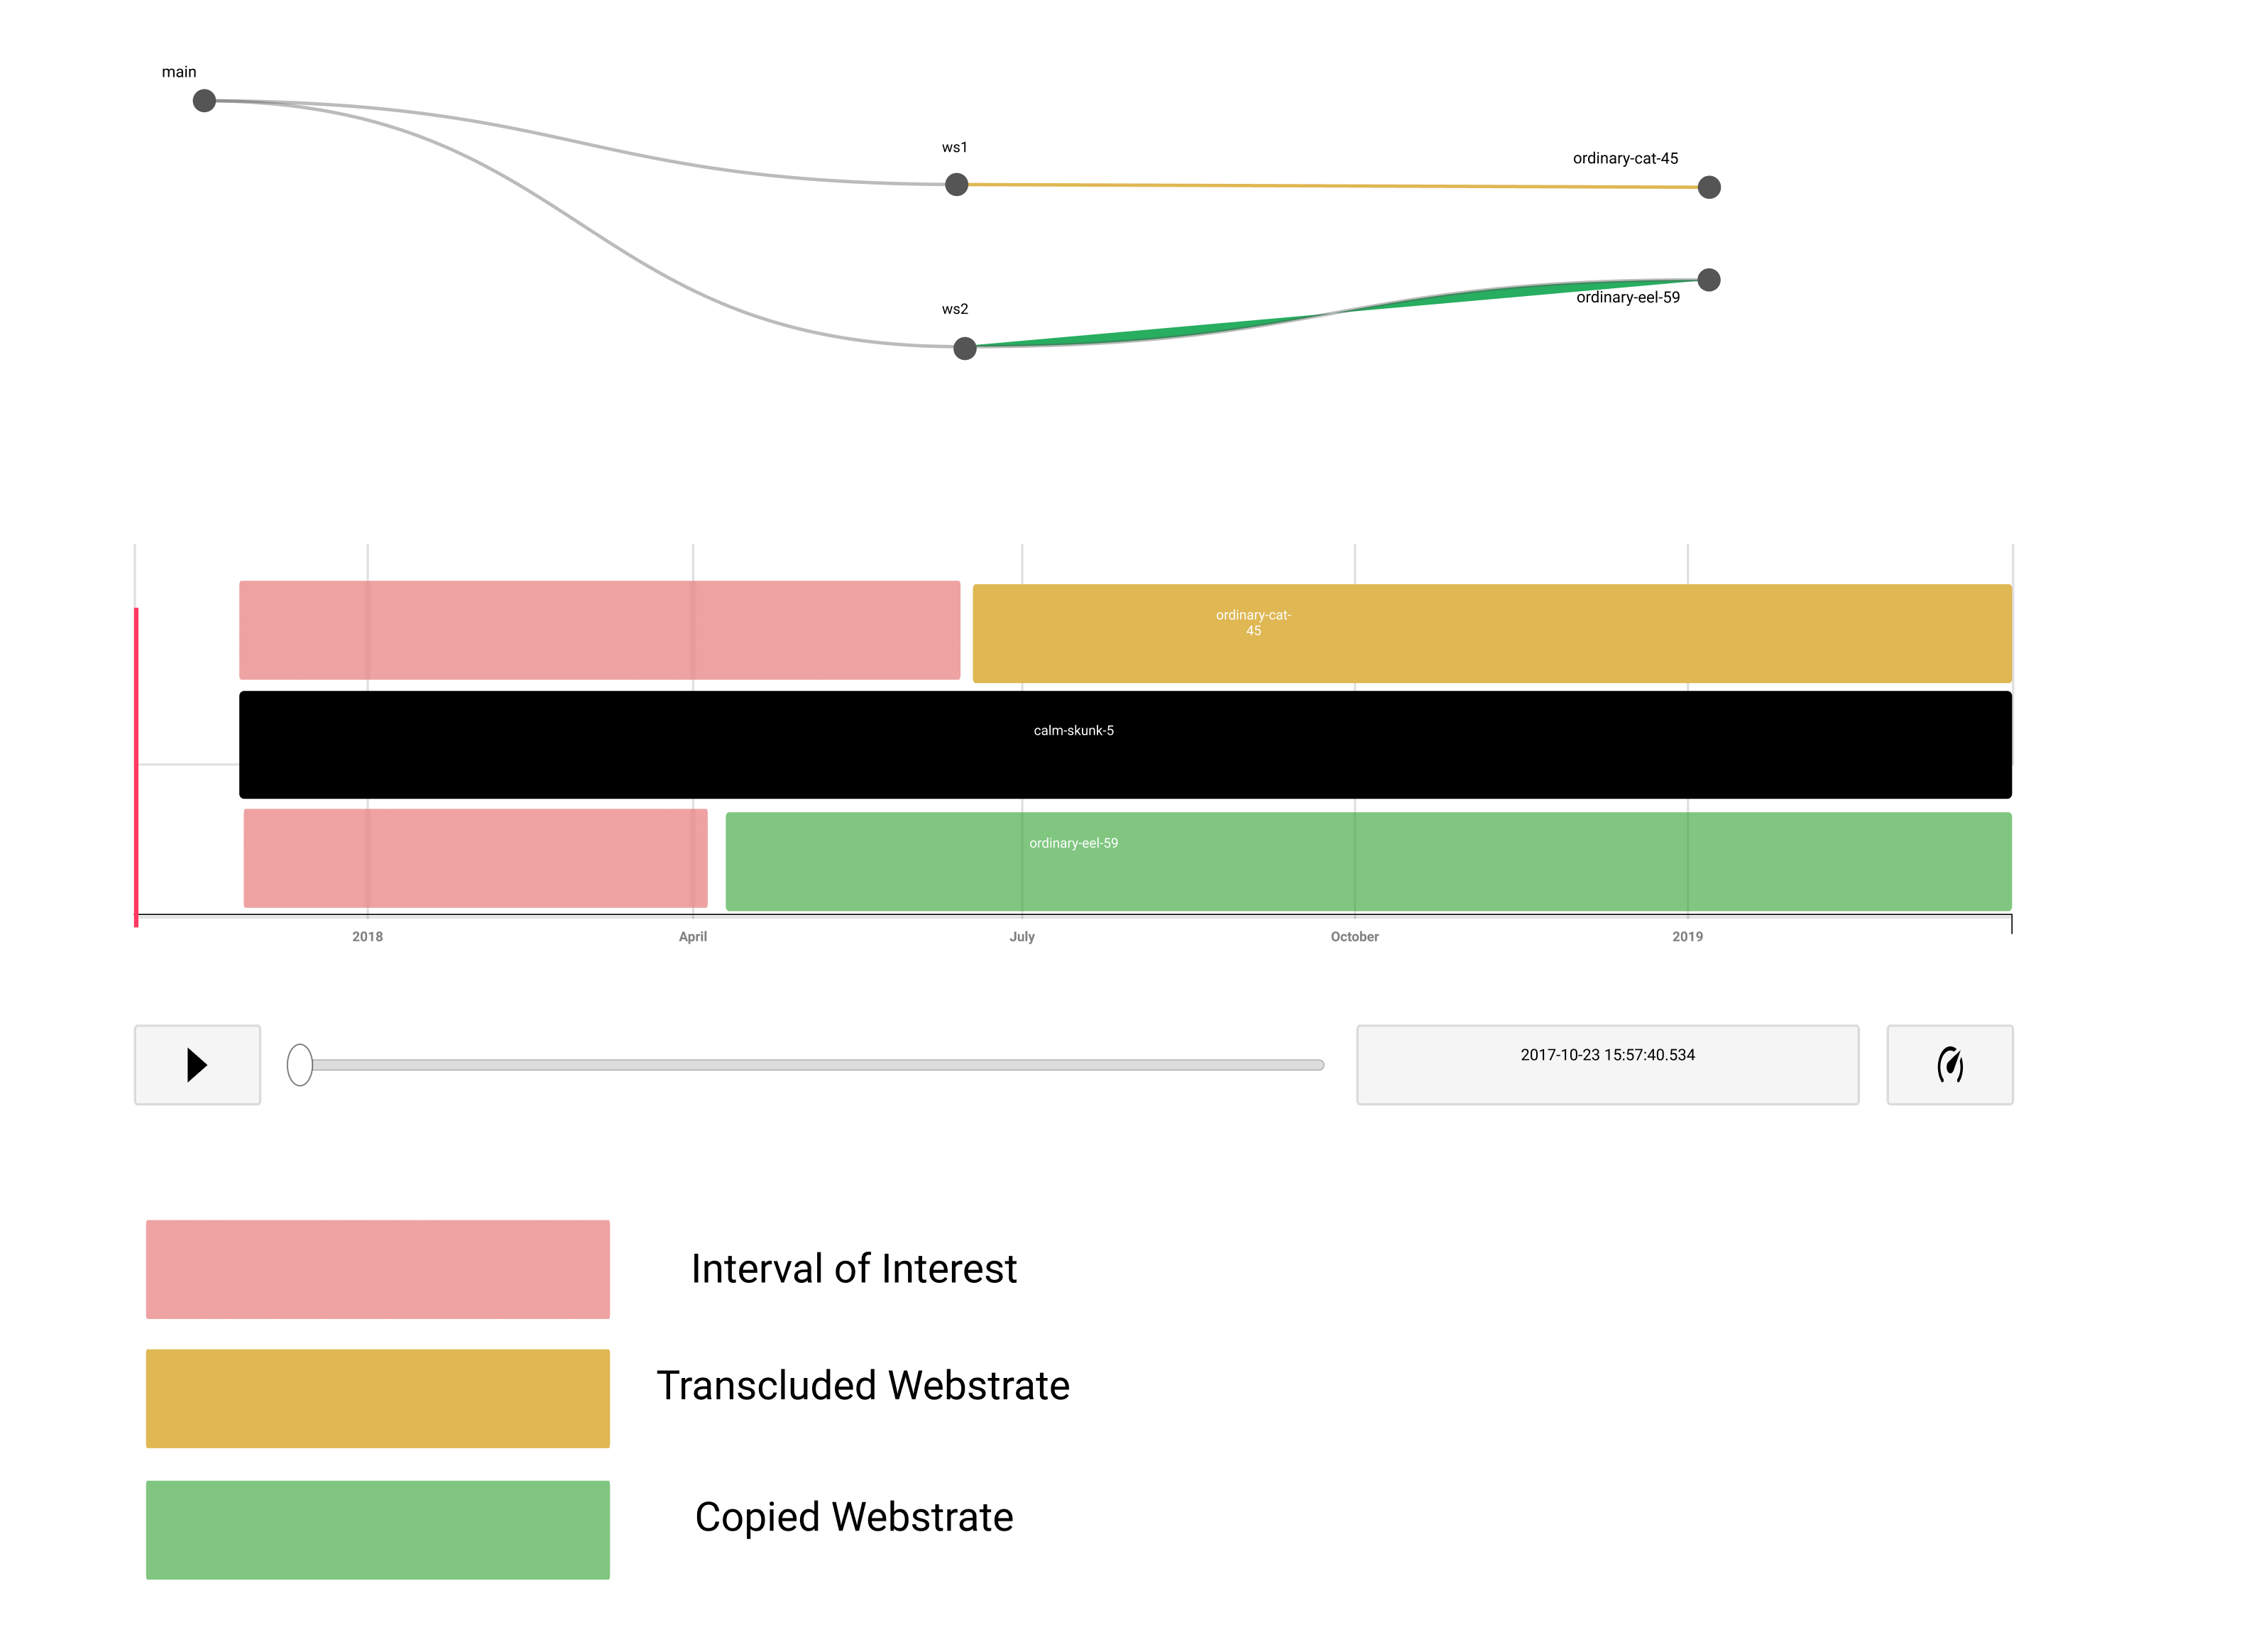 main
ws1
ordinary-cat-45
ws2
ordinary-eel-59
ordinary-cat-
45
calm-skunk-5
ordinary-eel-59
2018
April
July
October
2019
2017-10-23 15:57:40.534
Interval of Interest
Transcluded Webstrate
Copied Webstrate